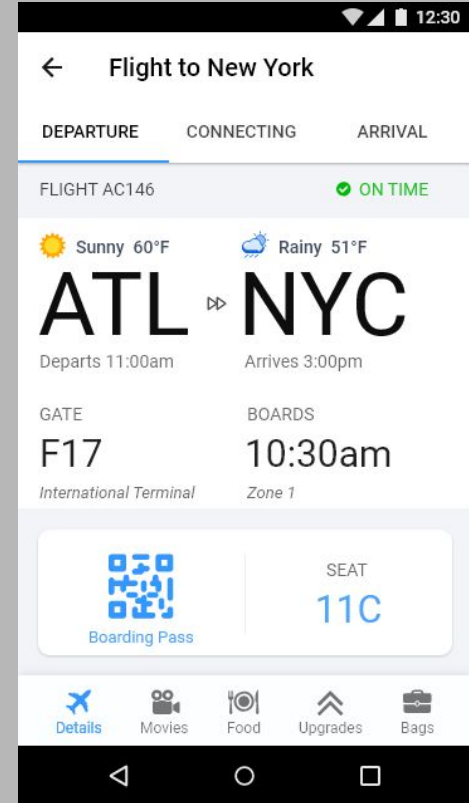 12:30
Flight to New York
DEPARTURE CONNECTING ARRIVAL
FLIGHT AC146 ON TIME
Sunny 60°F Rainy 51°F
ATL NYC
Departs 11:00am Arrives 3:00pm
GATE BOARDS
F17 10:30am
International Terminal Zone 1
SEAT
11C
Boarding Pass
Details Movies Food Upgrades Bags